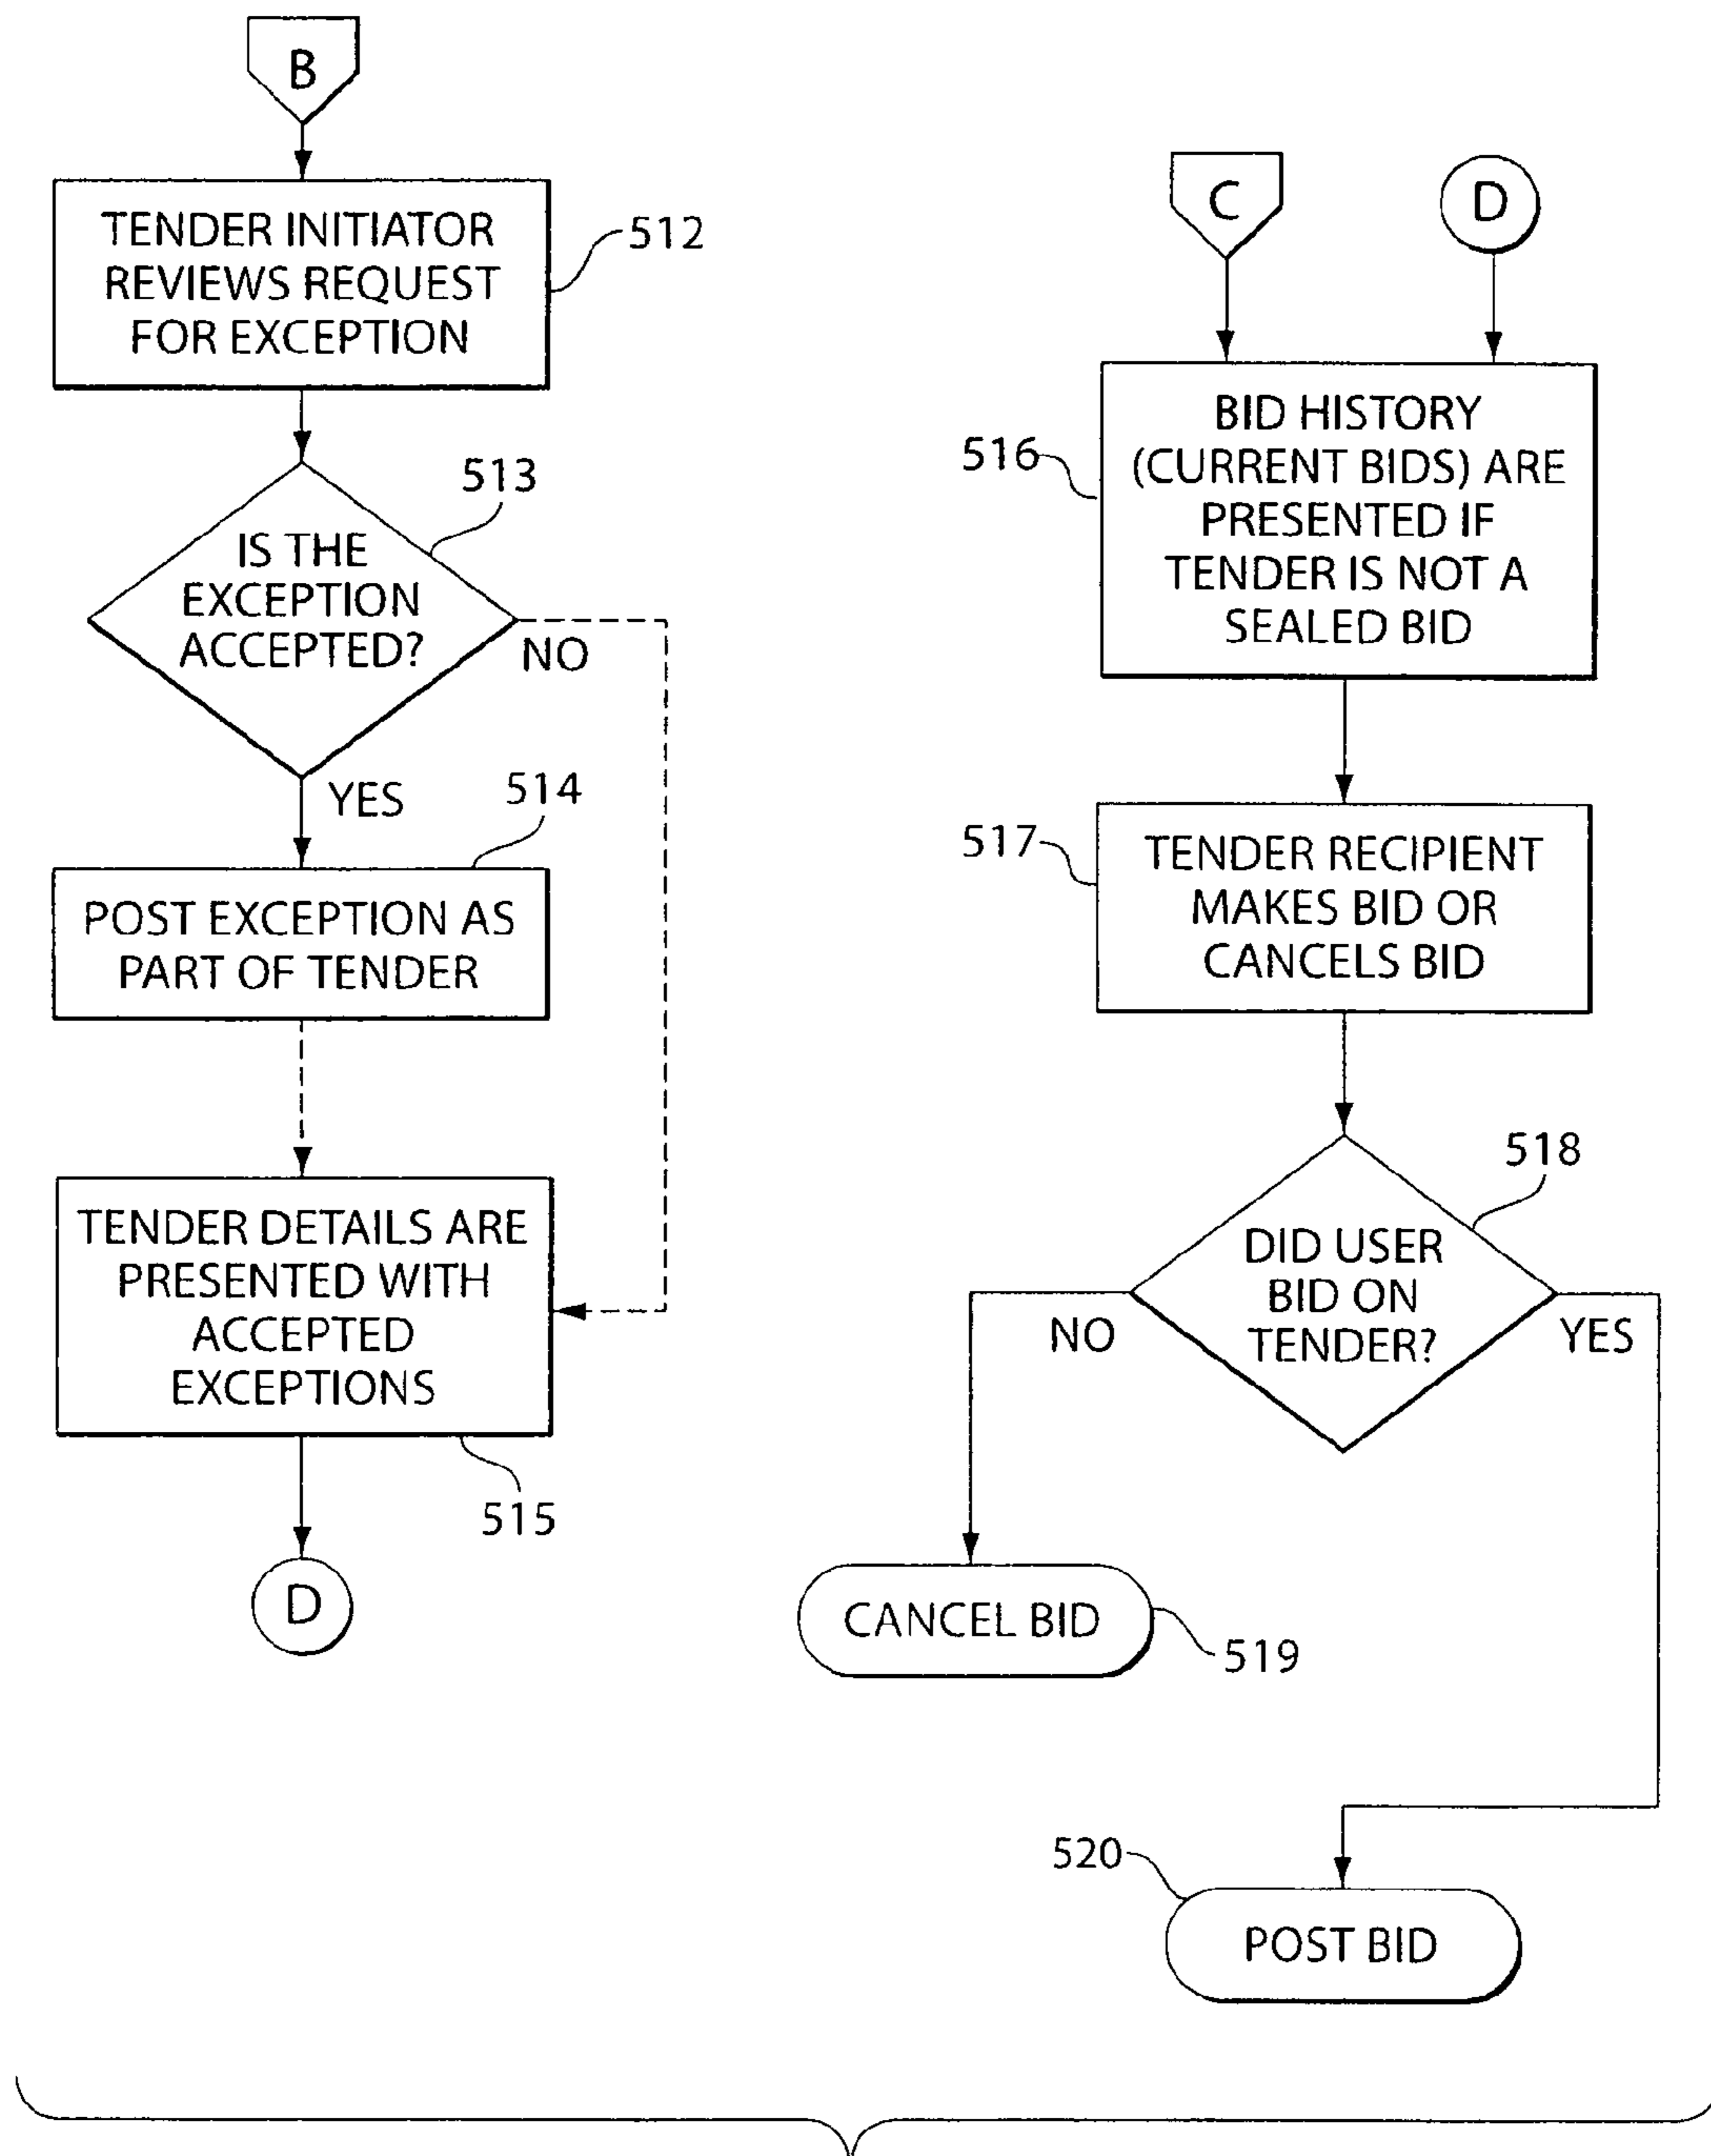 B
TENDER INITIATOR
REVIEWS REQUEST
FOR EXCEPTION
512
513
IS THE
EXCEPTION
ACCEPTED?
NO
YES
514
POST EXCEPTION AS
PART OF TENDER
TENDER DETAILS ARE
PRESENTED WITH
ACCEPTED
EXCEPTIONS
515
D
C
D
516
BID HISTORY
(CURRENT BIDS) ARE
PRESENTED IF
TENDER IS NOT A
SEALED BID
517
TENDER RECIPIENT
MAKES BID OR
CANCELS BID
518
DID USER
BID ON
TENDER?
NO
YES
CANCEL BID
519
520
POST BID